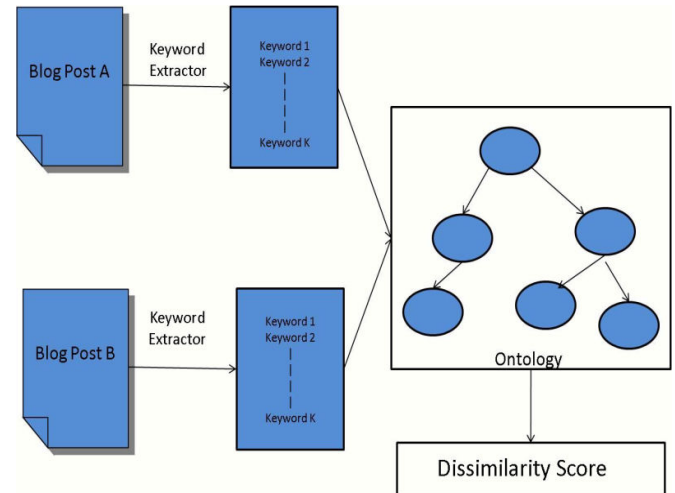 Blog Post A
Keyword
Extractor
Keyword 1
Keyword 2
Keyword K
Blog Post B
Keyword
Extractor
Keyword 1
Keyword 2
Keyword K
Ontology
Dissimilarity Score